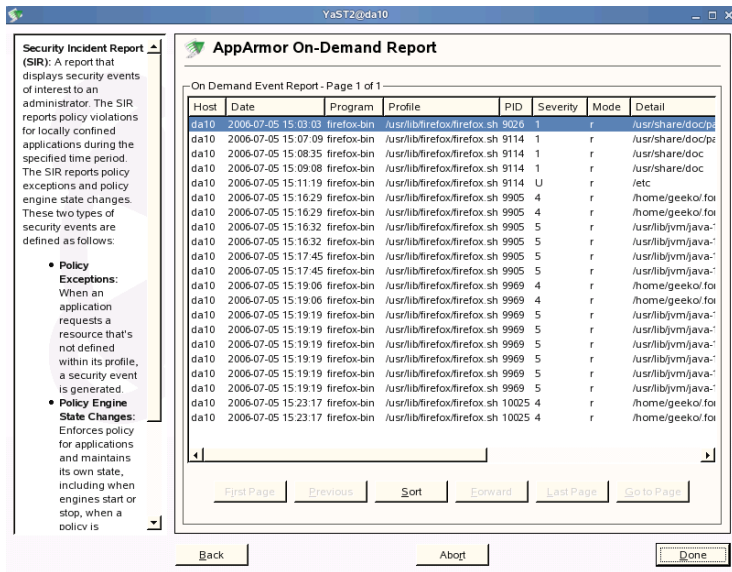 YaST2@da10
Security Incident Report
(SIR): A report that
displays security events
of interest to an
administrator. The SIR
reports policy violations
for locally confined
applications during the
specified time period.
The SIR reports policy
exceptions and policy
engine state changes.
These two types of
security events are
defined as follows:
Policy
Exceptions:
When an
application
requests a
resource that's
not defined
within its profile,
a security event
is generated.
Policy Engine
State Changes:
Enforces policy
for applications
and maintains
its own state,
including when
engines start or
stop, when a
policy is
AppArmor On-Demand Report
On Demand Event Report - Page 1 of 1
Host Date Program Profile PID Severity Mode Detail
da10 2006-07-05 15:03:03 firefox-bin /usr/lib/firefox/firefox.sh 9026 1 r /usr/share/doc/pa
da10 2006-07-05 15:07:09 firefox-bin /usr/lib/firefox/firefox.sh 9114 1 r /usr/share/doc/pa
da10 2006-07-05 15:08:35 firefox-bin /usr/lib/firefox/firefox.sh 9114 1 r /usr/share/doc
da10 2006-07-05 15:09:08 firefox-bin /usr/lib/firefox/firefox.sh 9114 1 r /usr/share/doc
da10 2006-07-05 15:11:19 firefox-bin /usr/lib/firefox/firefox.sh 9114 U r /etc
da10 2006-07-05 15:16:29 firefox-bin /usr/lib/firefox/firefox.sh 9905 4 r /home/geeko/.fo
da10 2006-07-05 15:16:29 firefox-bin /usr/lib/firefox/firefox.sh 9905 4 r /home/geeko/.fo
da10 2006-07-05 15:16:32 firefox-bin /usr/lib/firefox/firefox.sh 9905 5 r /usr/lib/jvm/java-
da10 2006-07-05 15:16:32 firefox-bin /usr/lib/firefox/firefox.sh 9905 5 r /usr/lib/jvm/java-
da10 2006-07-05 15:17:45 firefox-bin /usr/lib/firefox/firefox.sh 9905 5 r /usr/lib/jvm/java-
da10 2006-07-05 15:17:45 firefox-bin /usr/lib/firefox/firefox.sh 9905 5 r /usr/lib/jvm/java-
da10 2006-07-05 15:19:06 firefox-bin /usr/lib/firefox/firefox.sh 9969 4 r /home/geeko/.fo
da10 2006-07-05 15:19:06 firefox-bin /usr/lib/firefox/firefox.sh 9969 4 r /home/geeko/.fo
da10 2006-07-05 15:19:19 firefox-bin /usr/lib/firefox/firefox.sh 9969 5 r /usr/lib/jvm/java-
da10 2006-07-05 15:19:19 firefox-bin /usr/lib/firefox/firefox.sh 9969 5 r /usr/lib/jvm/java-
da10 2006-07-05 15:19:19 firefox-bin /usr/lib/firefox/firefox.sh 9969 5 r /usr/lib/jvm/java-
da10 2006-07-05 15:19:19 firefox-bin /usr/lib/firefox/firefox.sh 9969 5 r /usr/lib/jvm/java-
da10 2006-07-05 15:19:19 firefox-bin /usr/lib/firefox/firefox.sh 9969 5 r /usr/lib/jvm/java-
da10 2006-07-05 15:23:17 firefox-bin /usr/lib/firefox/firefox.sh 10025 4 r /home/geeko/.fo
da10 2006-07-05 15:23:17 firefox-bin /usr/lib/firefox/firefox.sh 10025 4 r /home/geeko/.fo
First Page Previous Sort Forward Last Page Go to Page
Back Abort Done